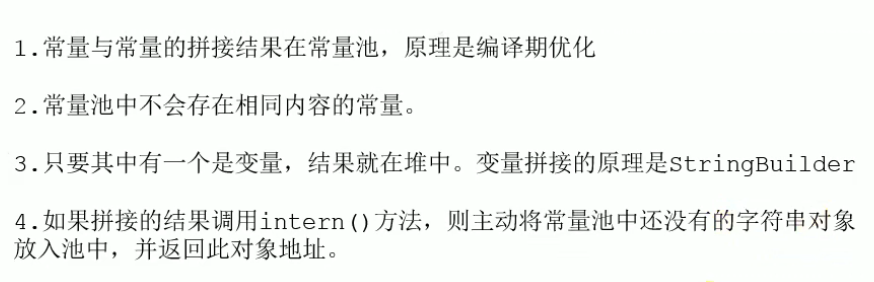 1.常量与常量的拼接结果在常量池，原理是编译期优化
2.常量池中不会存在相同内容的常量。
3.只要其中有一个是变量，结果就在堆中。变量拼接的原理是StringBuilder
4.如果拼接的结果调用intern()方法，则主动将常量池中还没有的字符串对象
放入池中，并返回此对象地址。